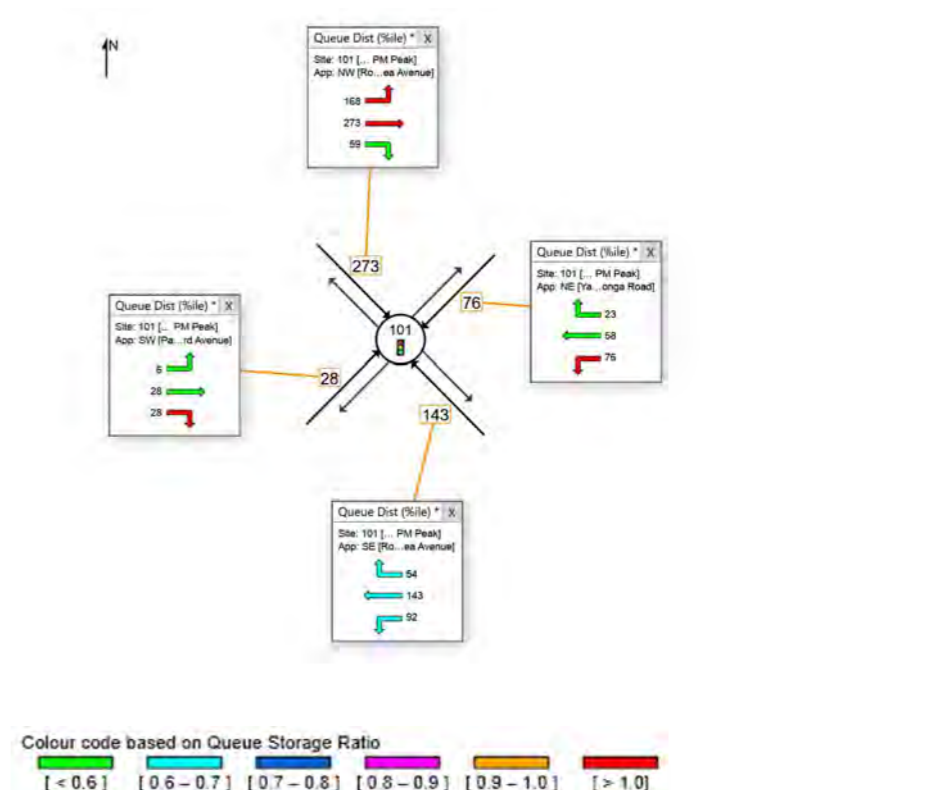 N
Queue Dist (%ile) * X
Site: 101 [... PM Peak]
App: NW [Ro...ea Avenue]
168
273
59
273
Queue Dist (%ile) * X
Site: 101 [... PM Peak]
App: NE [Ya...onga Road]
23
58
76
76
101
Queue Dist (%ile) * X
Site: 101 [... PM Peak]
App: SW [Pa...rd Avenue]
6
28
28
28
143
Queue Dist (%ile) * X
Site: 101 [... PM Peak]
App: SE [Ro...ea Avenue]
54
143
92
Colour code based on Queue Storage Ratio
[ < 0.6 ] [ 0.6 – 0.7 ] [ 0.7 – 0.8 ] [ 0.8 – 0.9 ] [ 0.9 – 1.0 ] [ > 1.0]